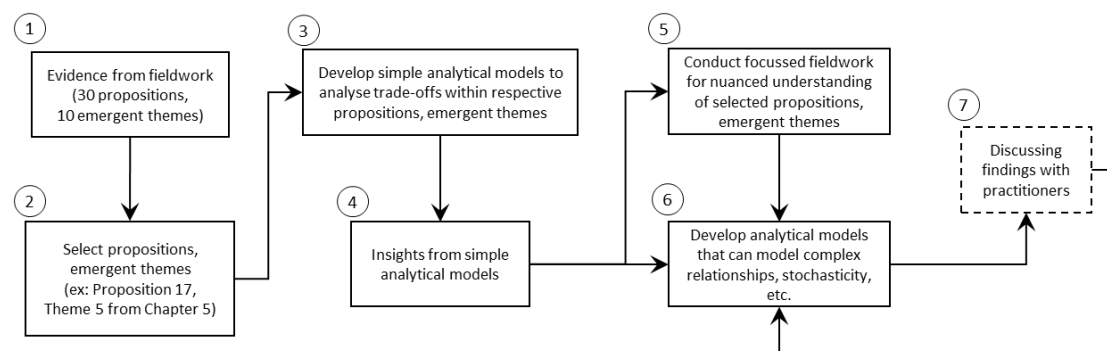 1
Evidence from fieldwork
(30 propositions,
10 emergent themes)
2
Select propositions,
emergent themes
(ex: Proposition 17,
Theme 5 from Chapter 5)
3
Develop simple analytical models to
analyse trade-offs within respective
propositions, emergent themes
4
Insights from simple
analytical models
5
Conduct focussed fieldwork
for nuanced understanding
of selected propositions,
emergent themes
6
Develop analytical models
that can model complex
relationships, stochasticity,
etc.
7
Discussing
findings with
practitioners